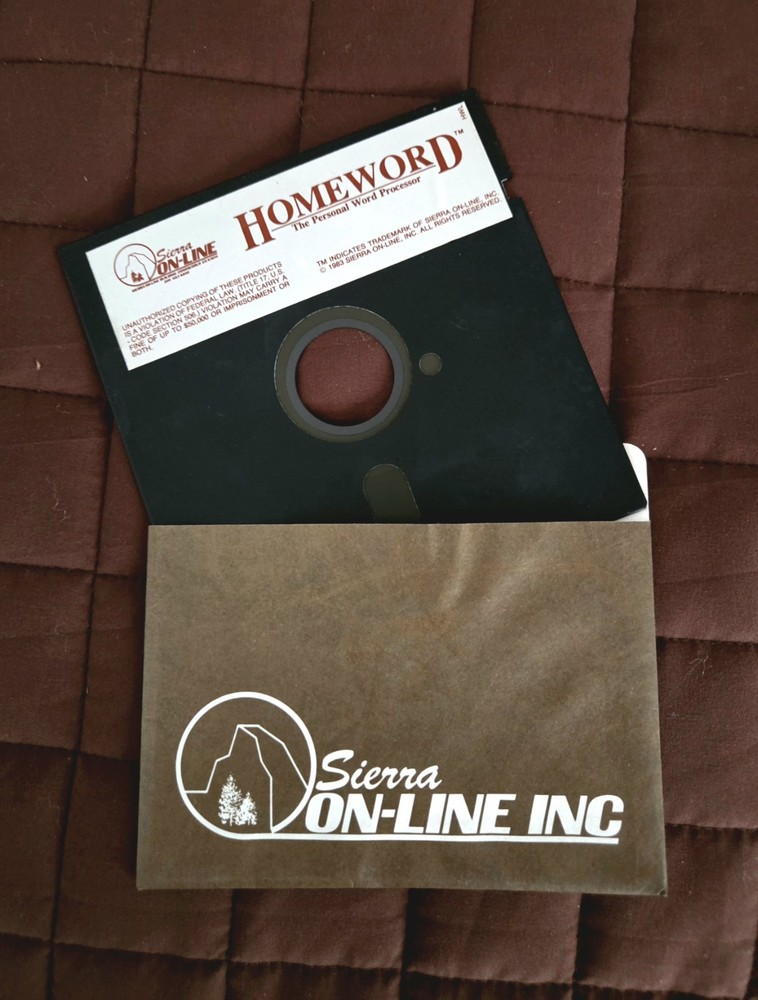 HOMEWORD™
The Personal Word Processor
Sierra
ON-LINE
TM INDICATES TRADEMARK OF SIERRA ON-LINE, INC.
© 1983 SIERRA ON-LINE, INC. ALL RIGHTS RESERVED.
UNAUTHORIZED COPYING OF THESE PRODUCTS
IS A VIOLATION OF FEDERAL LAW. (TITLE 17, U.S.
- CODE SECTION 506.) VIOLATION MAY CARRY A
FINE OF UP TO $50,000 OR IMPRISONMENT OR
BOTH.
Sierra
ON-LINE INC